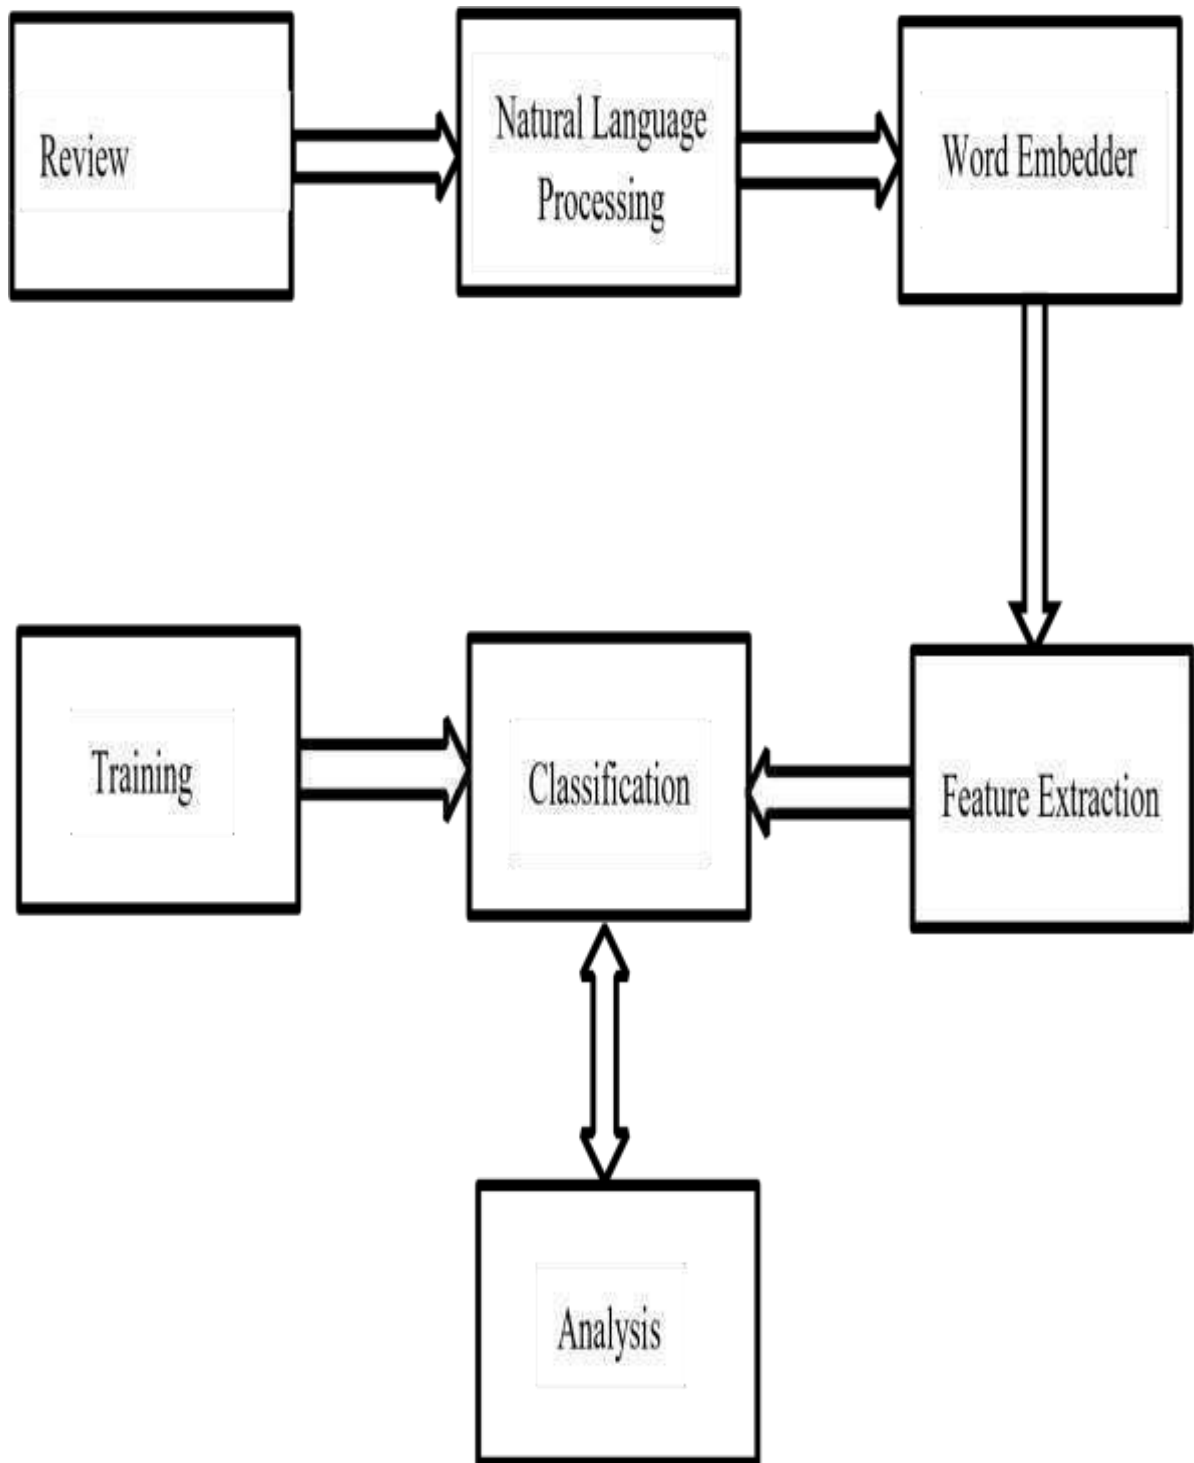 Review
Natural Language
Processing
Word Embedder
Training
Classification
Feature Extraction
Analysis